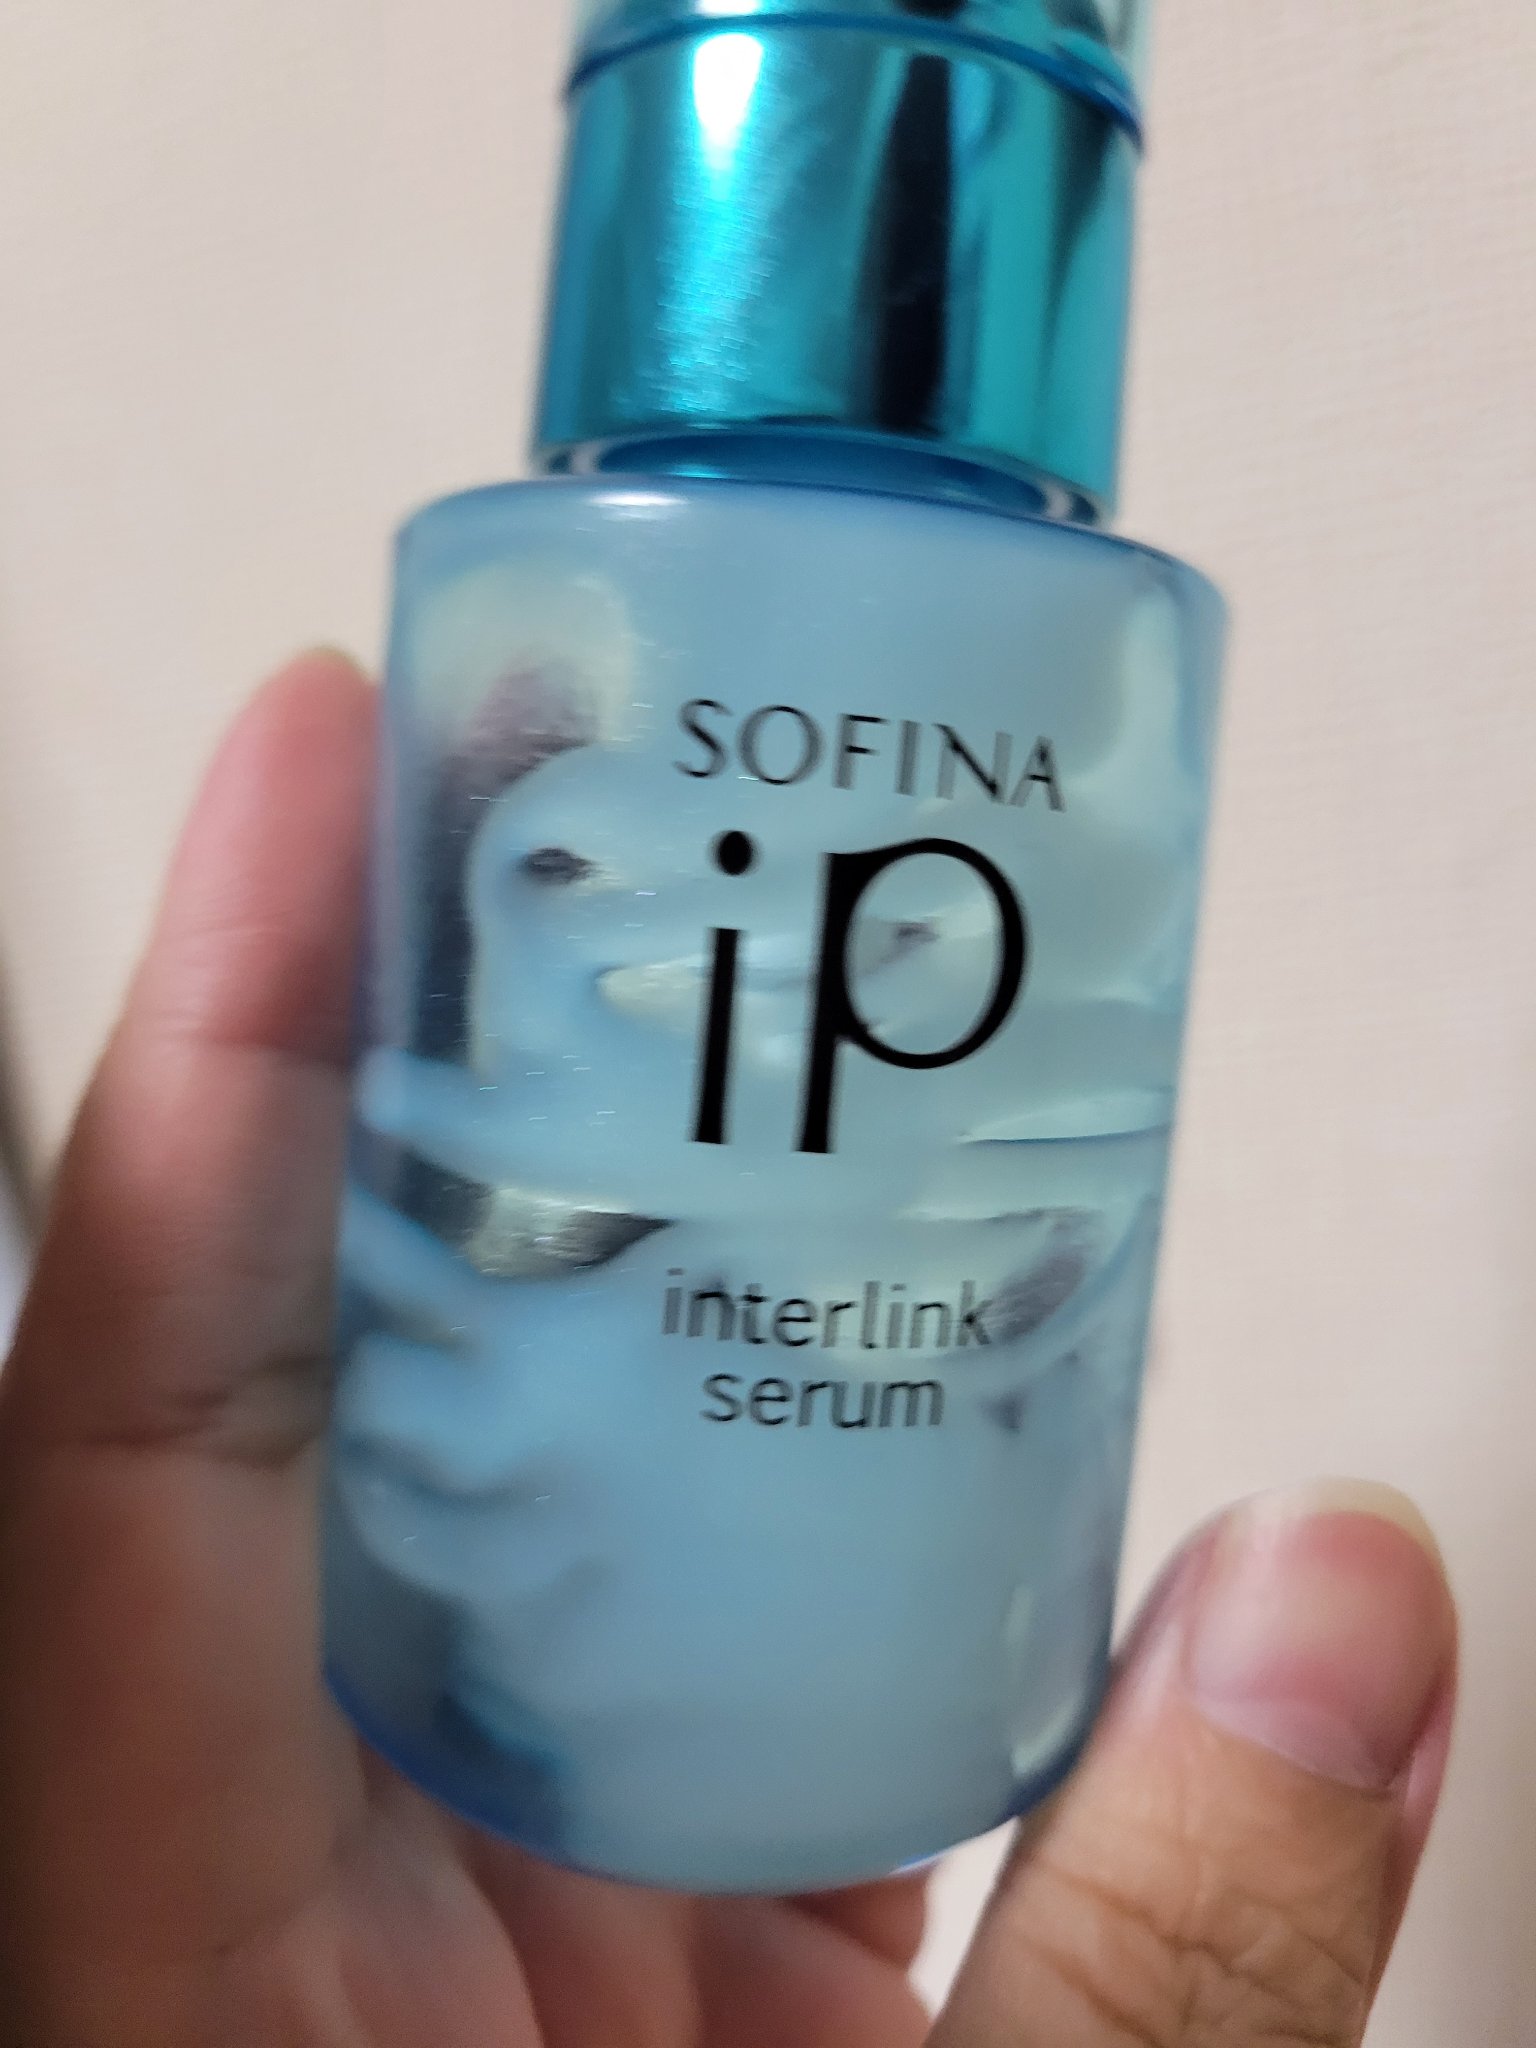 SOFINA
iP
interlink
serum